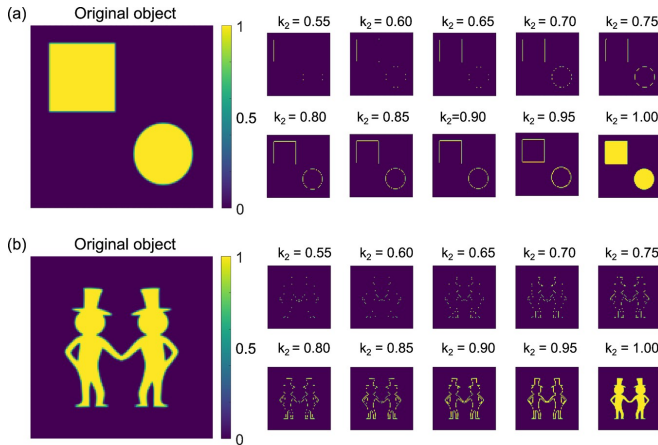 (a)
Original object
1
0.5
0
k₂ = 0.55 k₂ = 0.60 k₂ = 0.65 k₂ = 0.70 k₂ = 0.75
k₂ = 0.80 k₂ = 0.85 k₂=0.90 k₂ = 0.95 k₂ = 1.00
(b)
Original object
1
0.5
0
k₂ = 0.55 k₂ = 0.60 k₂ = 0.65 k₂ = 0.70 k₂ = 0.75
k₂ = 0.80 k₂ = 0.85 k₂ = 0.90 k₂ = 0.95 k₂ = 1.00